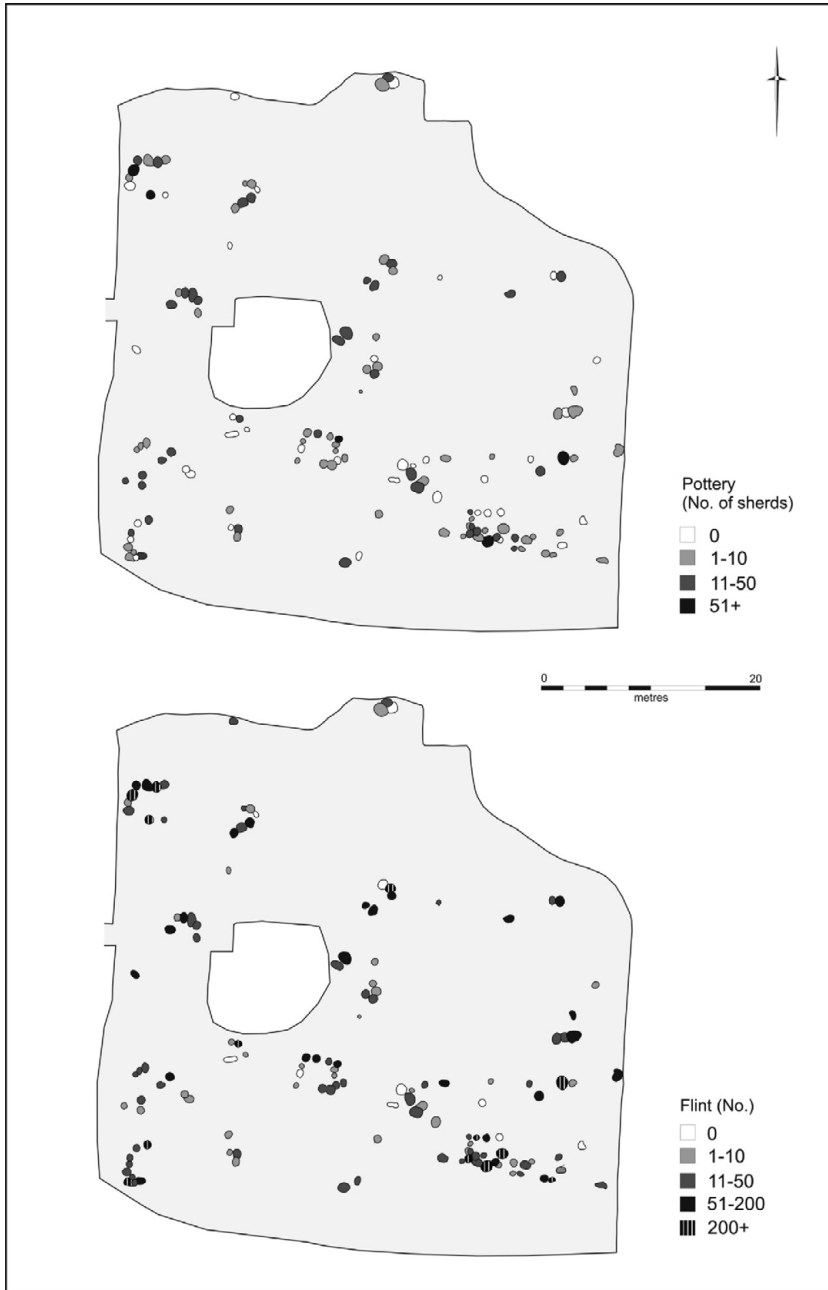 Pottery
(No. of sherds)
0
1-10
11-50
51+
0 20
metres
Flint (No.)
0
1-10
11-50
51-200
200+